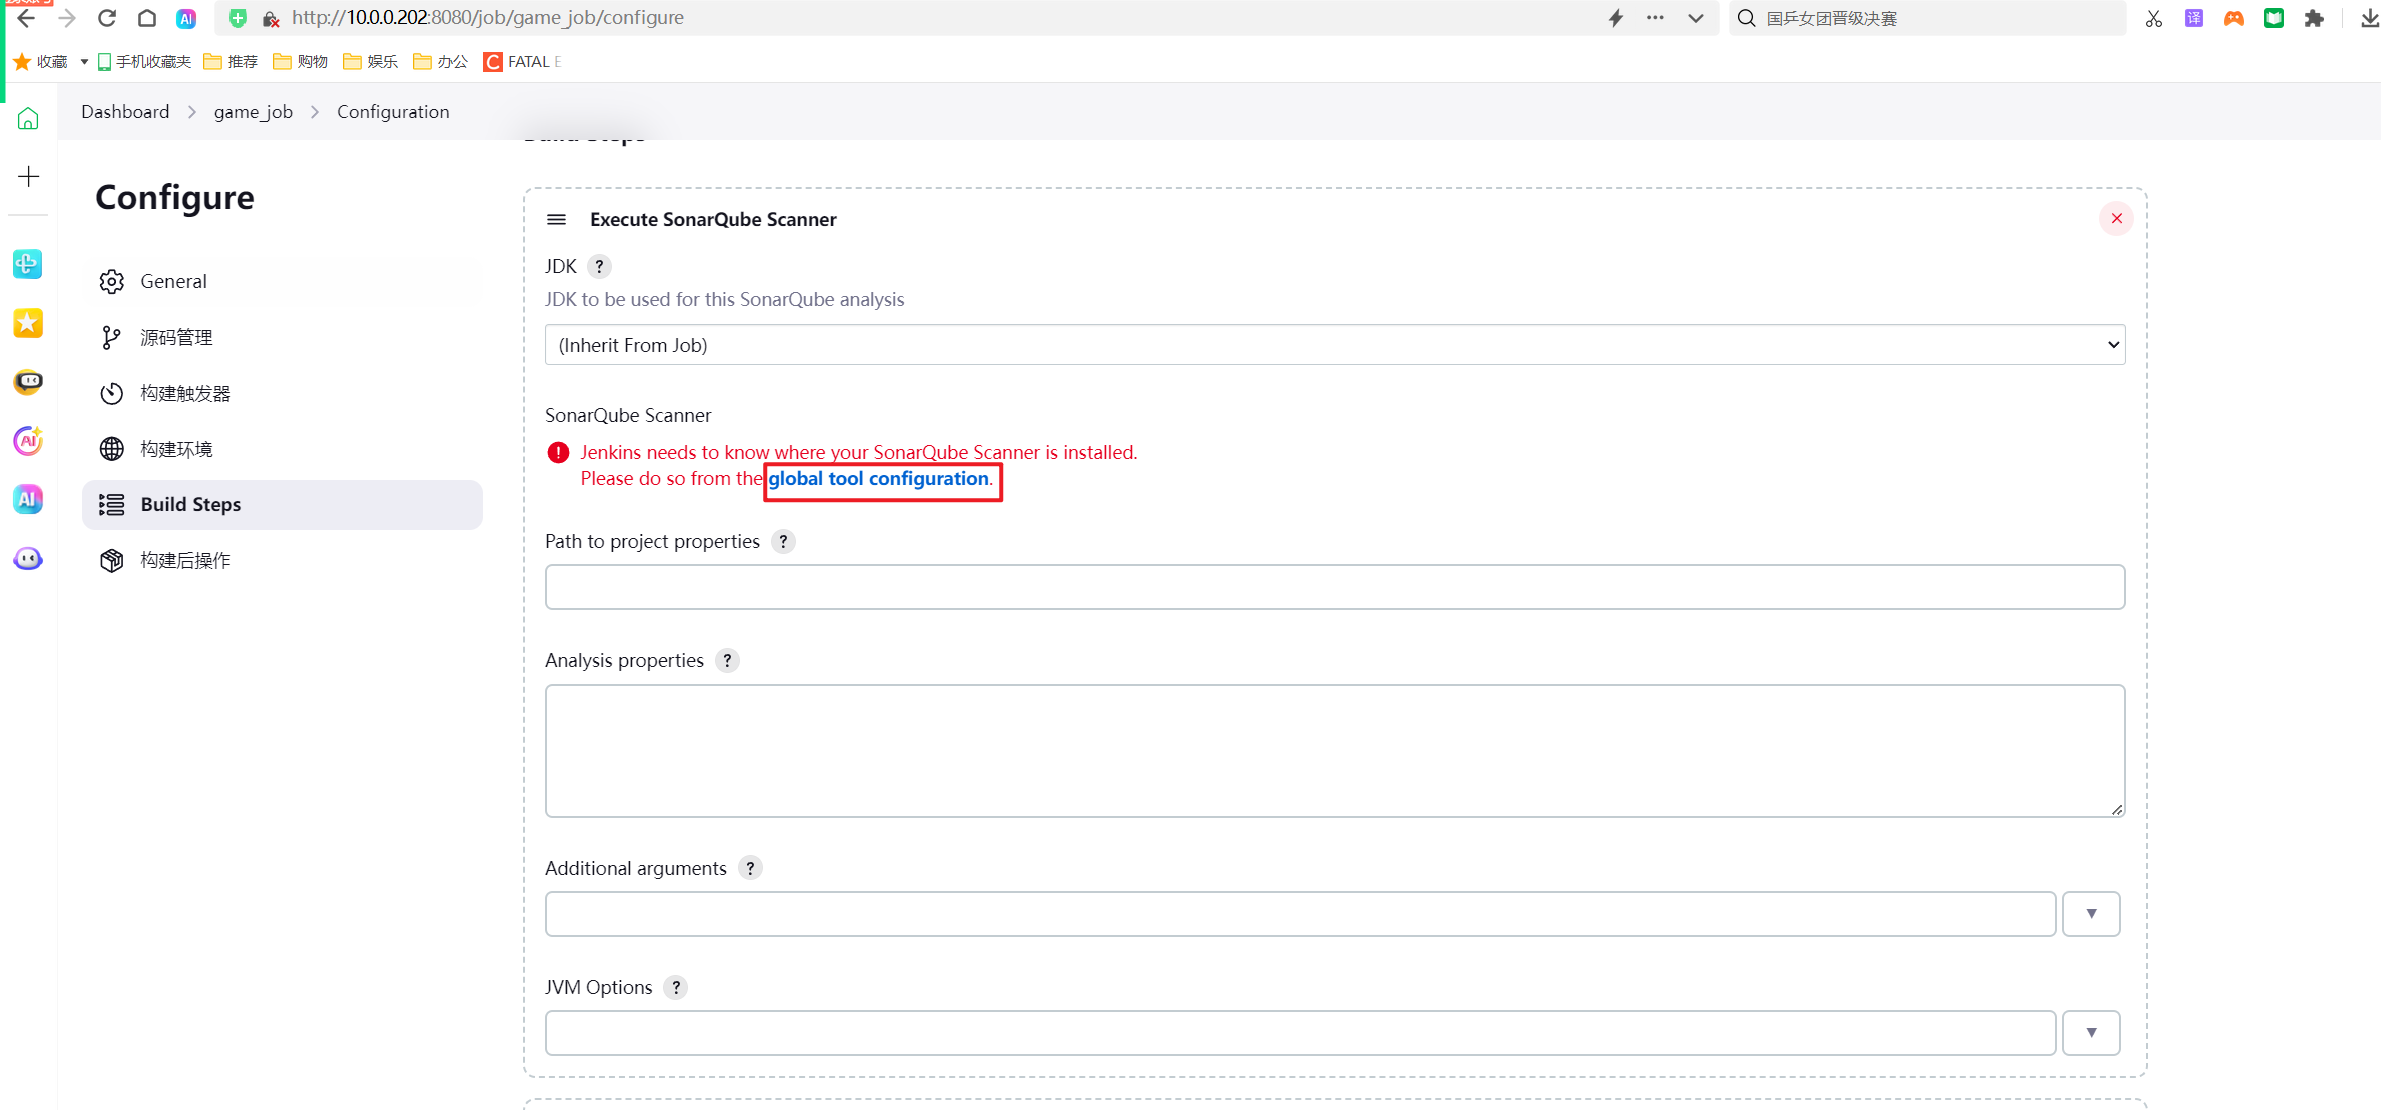 http://10.0.0.202:8080/job/game_job/configure
国乒女团晋级决赛
收藏
手机收藏夹
推荐
购物
娱乐
办公
FATAL E
Dashboard
game_job
Configuration
Configure
General
源码管理
构建触发器
构建环境
Build Steps
构建后操作
Build Steps
Execute SonarQube Scanner
JDK ?
JDK to be used for this SonarQube analysis
(Inherit From Job)
SonarQube Scanner
Jenkins needs to know where your SonarQube Scanner is installed.
Please do so from the global tool configuration.
Path to project properties ?
Analysis properties ?
Additional arguments ?
JVM Options ?